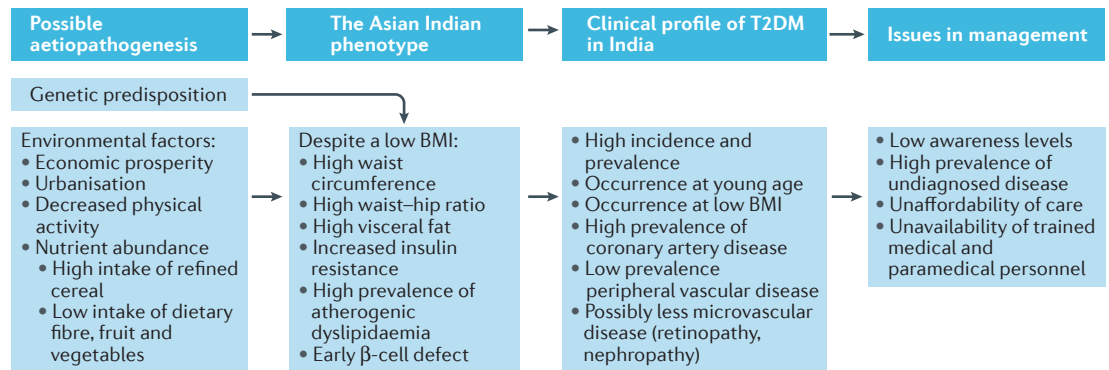 Possible
aetiopathogenesis
The Asian Indian
phenotype
Clinical profile of T2DM
in India
Issues in management
Genetic predisposition
Environmental factors:
• Economic prosperity
• Urbanisation
• Decreased physical
activity
• Nutrient abundance
• High intake of refined
cereal
• Low intake of dietary
fibre, fruit and
vegetables
Despite a low BMI:
• High waist
circumference
• High waist–hip ratio
• High visceral fat
• Increased insulin
resistance
• High prevalence of
atherogenic
dyslipidaemia
• Early β-cell defect
• High incidence and
prevalence
• Occurrence at young age
• Occurrence at low BMI
• High prevalence of
coronary artery disease
• Low prevalence
peripheral vascular disease
• Possibly less microvascular
disease (retinopathy,
nephropathy)
• Low awareness levels
• High prevalence of
undiagnosed disease
• Unaffordability of care
• Unavailability of trained
medical and
paramedical personnel